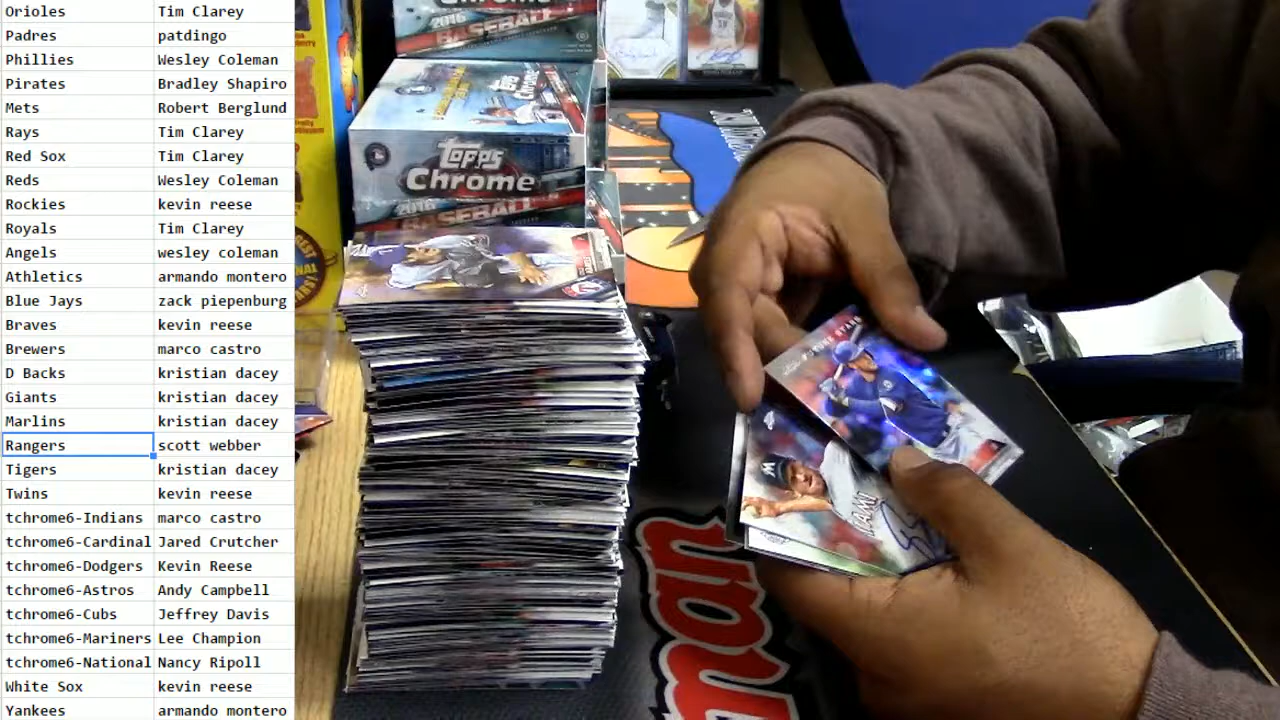 Orioles Tim Clarey
Padres patdingo
Phillies Wesley Coleman
Pirates Bradley Shapiro
Mets Robert Berglund
Rays Tim Clarey
Red Sox Tim Clarey
Reds Wesley Coleman
Rockies kevin reese
Royals Tim Clarey
Angels wesley coleman
Athletics armando montero
Blue Jays zack piepenburg
Braves kevin reese
Brewers marco castro
D Backs kristian dacey
Giants kristian dacey
Marlins kristian dacey
Rangers scott webber
Tigers kristian dacey
Twins kevin reese
tchrome6-Indians marco castro
tchrome6-Cardinal Jared Crutcher
tchrome6-Dodgers Kevin Reese
tchrome6-Astros Andy Campbell
tchrome6-Cubs Jeffrey Davis
tchrome6-Mariners Lee Champion
tchrome6-National Nancy Ripoll
White Sox kevin reese
Yankees armando montero
Chrome
2016
BASEBALL
Topps
Chrome
Topps
Chrome
2016
BASEBALL